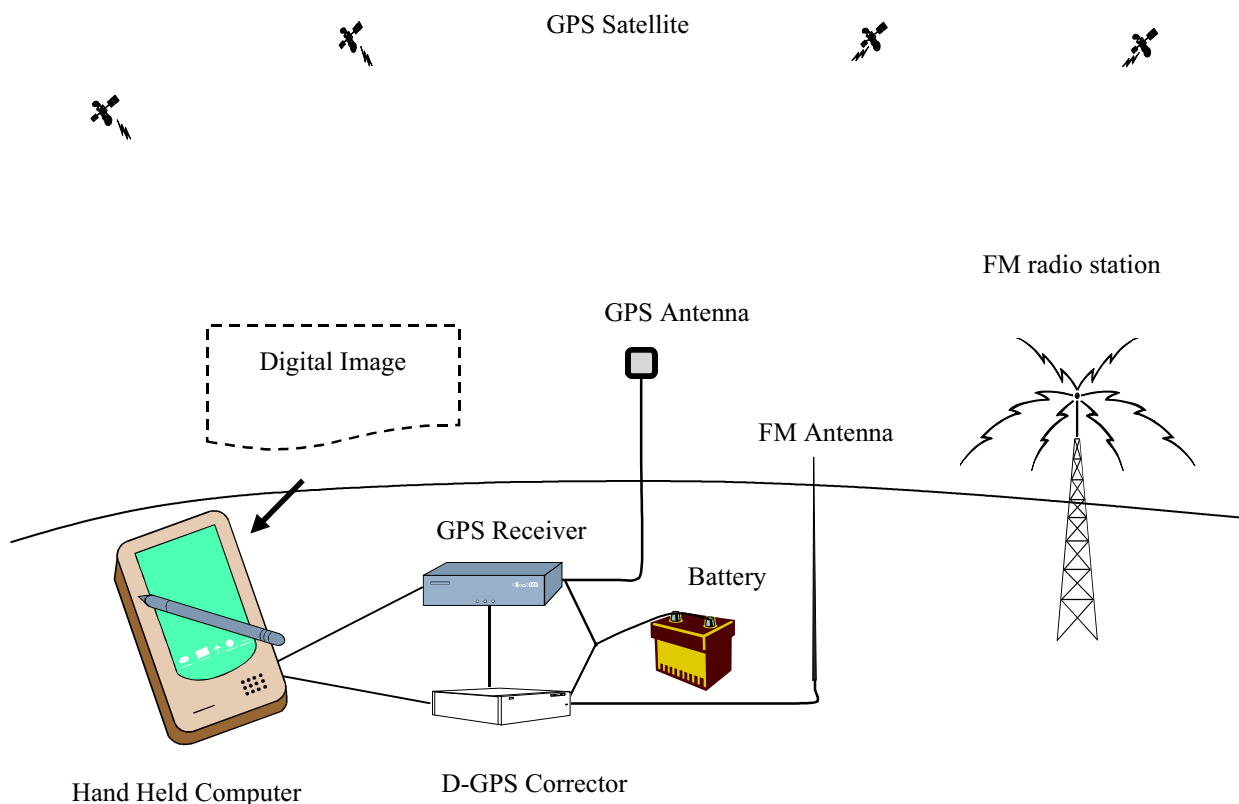 GPS Satellite
FM radio station
GPS Antenna
Digital Image
FM Antenna
GPS Receiver
Battery
D-GPS Corrector
Hand Held Computer